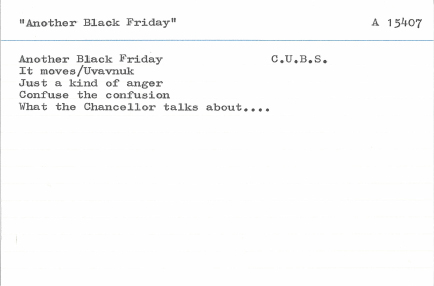 "Another Black Friday" A 15407
Another Black Friday C.U.B.S.
It moves/Uvavnuk
Just a kind of anger
Confuse the confusion
What the Chancellor talks about....